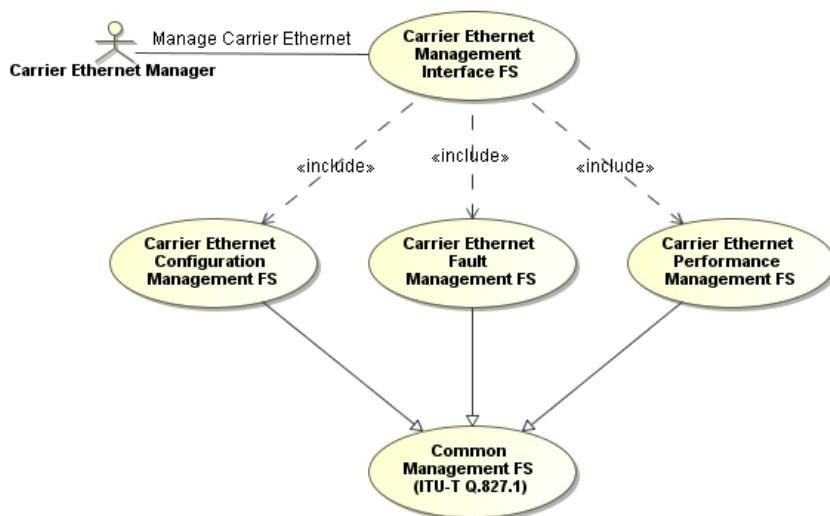 Manage Carrier Ethernet
Carrier Ethernet Manager
Carrier Ethernet
Management
Interface FS
«include»
«include»
«include»
Carrier Ethernet
Configuration
Management FS
Carrier Ethernet
Fault
Management FS
Carrier Ethernet
Performance
Management FS
Common
Management FS
(ITU-T Q.827.1)